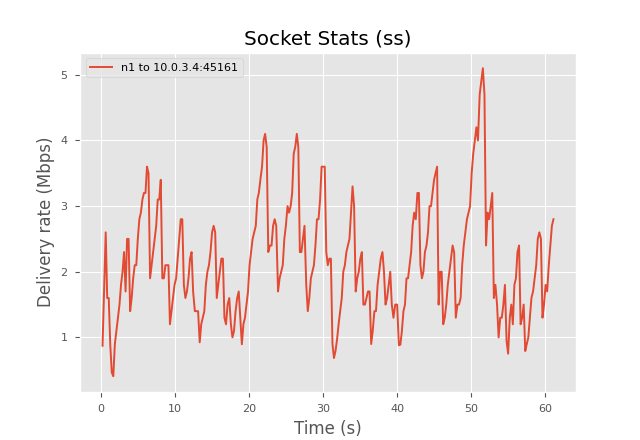 Socket Stats (ss)
n1 to 10.0.3.4:45161
Delivery rate (Mbps)
5
4
3
2
1
0 10 20 30 40 50 60
Time (s)